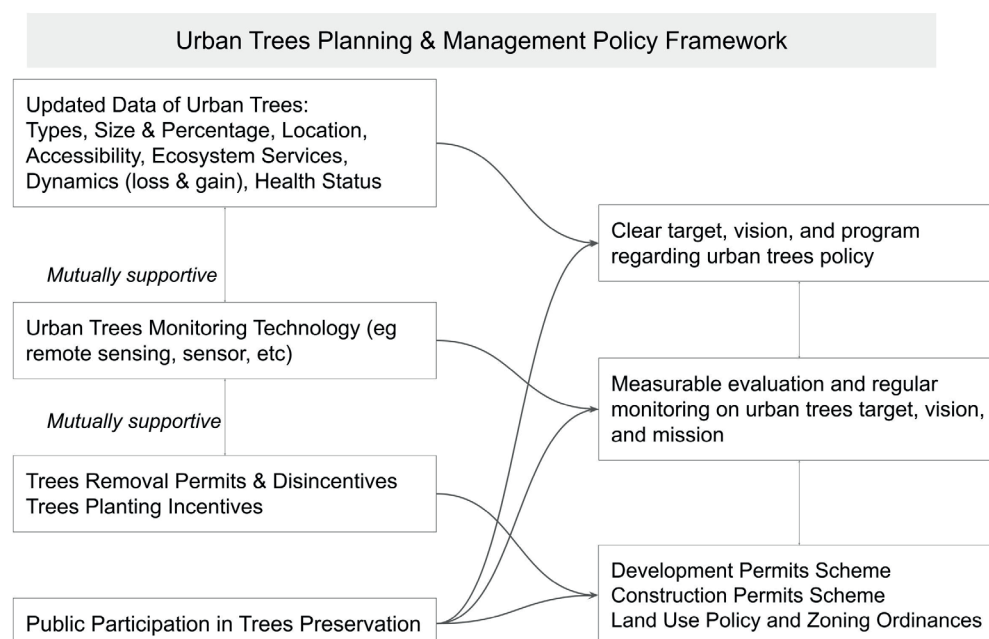 Urban Trees Planning & Management Policy Framework
Updated Data of Urban Trees:
Types, Size & Percentage, Location,
Accessibility, Ecosystem Services,
Dynamics (loss & gain), Health Status
Mutually supportive
Urban Trees Monitoring Technology (eg
remote sensing, sensor, etc)
Mutually supportive
Trees Removal Permits & Disincentives
Trees Planting Incentives
Public Participation in Trees Preservation
Clear target, vision, and program
regarding urban trees policy
Measurable evaluation and regular
monitoring on urban trees target, vision,
and mission
Development Permits Scheme
Construction Permits Scheme
Land Use Policy and Zoning Ordinances